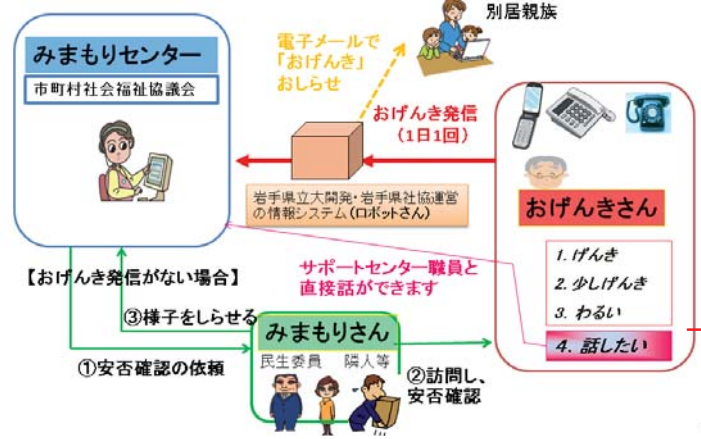 みまもりセンター
市町村社会福祉協議会
電子メールで
「おげんき」
おしらせ
別居親族
おげんき発信
(1日1回)
岩手県立大開発・岩手県社協運営
の情報システム(ロボットさん)
おげんきさん
1. げんき
2. 少しげんき
3. わるい
4. 話したい
サポートセンター職員と
直接話ができます
【おげんき発信がない場合】
③様子をしらせる
①安否確認の依頼
みまもりさん
民生委員 隣人等
②訪問し、
安否確認